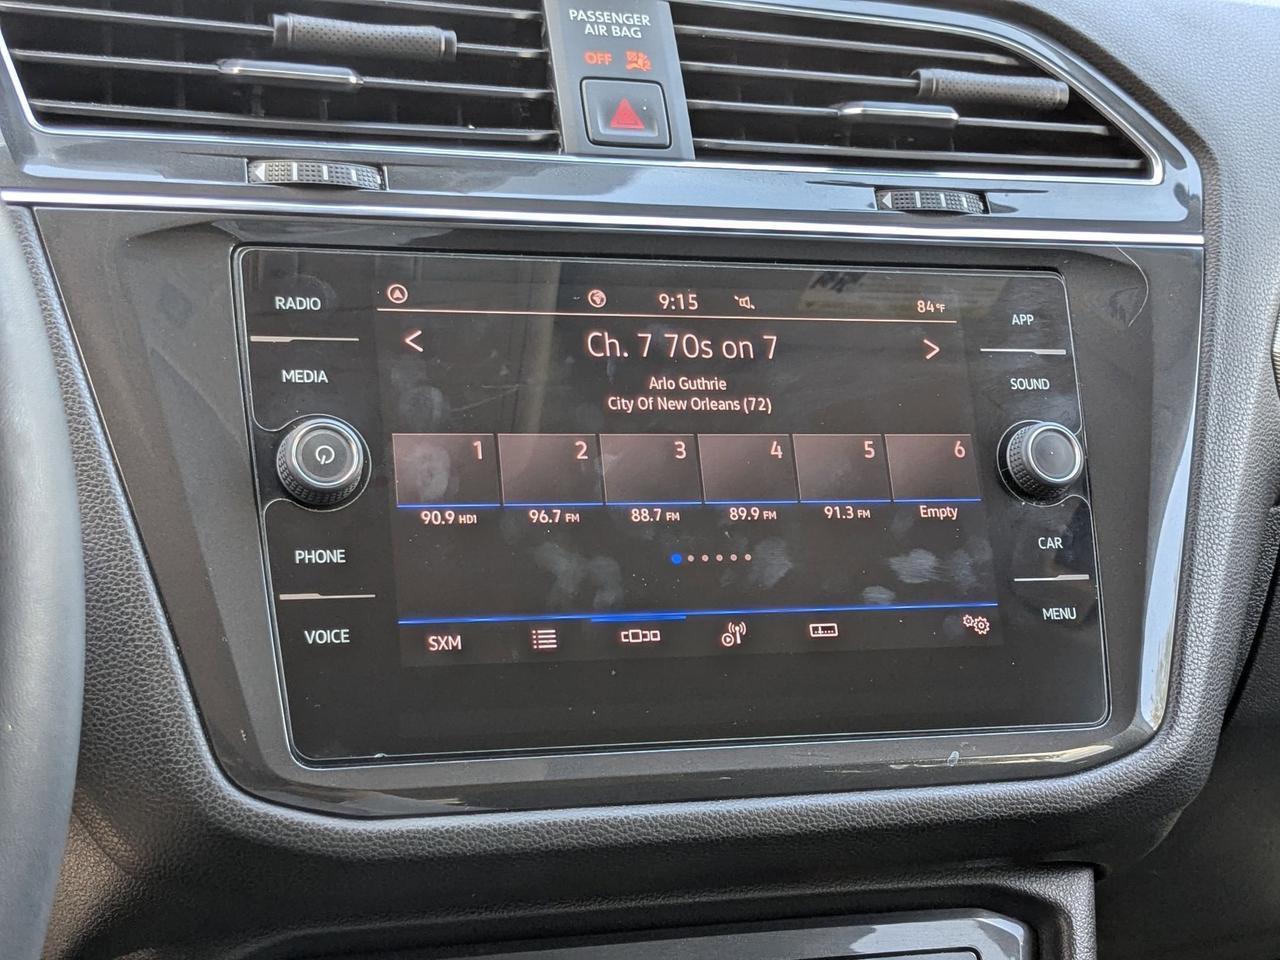 PASSENGER
AIR BAG
OFF
RADIO
MEDIA
PHONE
VOICE
9:15
84°F
< Ch. 7 70s on 7 >
Arlo Guthrie
City Of New Orleans (72)
1 2 3 4 5 6
90.9 HD1 96.7 FM 88.7 FM 89.9 FM 91.3 FM Empty
SXM
APP
SOUND
CAR
MENU